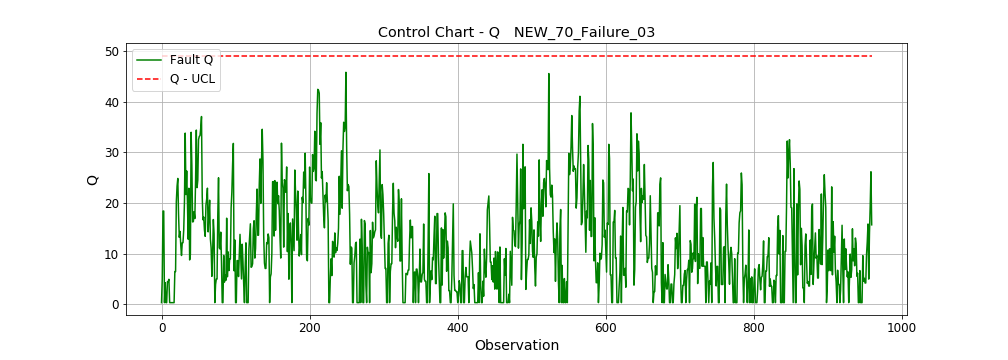 Control Chart - Q   NEW_70_Failure_03
Fault Q
Q - UCL
Q
50
40
30
20
10
0
0 200 400 600 800 1000
Observation